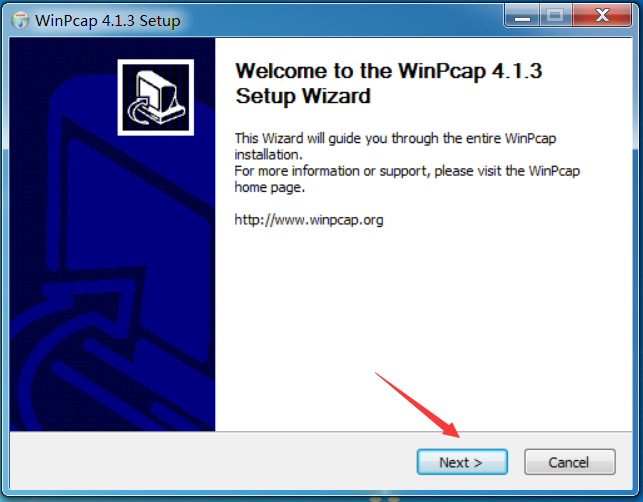 WinPcap 4.1.3 Setup
Welcome to the WinPcap 4.1.3
Setup Wizard
This Wizard will guide you through the entire WinPcap
installation.
For more information or support, please visit the WinPcap
home page.
http://www.winpcap.org
Next >
Cancel